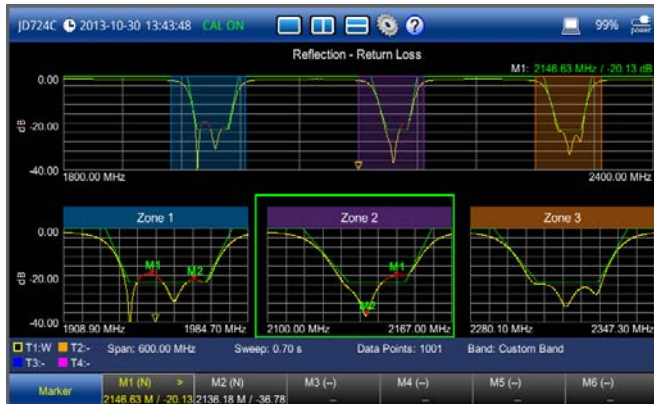 JD724C 2013-10-30 13:43:48 CAL ON ? 99% power
Reflection - Return Loss
M1: 2146.63 MHz / -20.13 dB
0.00
dB
-20.00
-40.00
1800.00 MHz 2400.00 MHz
Zone 1 Zone 2 Zone 3
0.00
M1 M2 M1
dB
-20.00
M2
-40.00
1908.90 MHz 1984.70 MHz 2100.00 MHz 2167.00 MHz 2280.10 MHz 2347.30 MHz
T1:W T2:- Span: 600.00 MHz Sweep: 0.70 s Data Points: 1001 Band: Custom Band
T3:- T4:-
Marker M1 (N) > M2 (N) M3 (--) M4 (--) M5 (--) M6 (--)
2146.63 M / -20.13 2136.18 M / -36.78 -- -- -- --